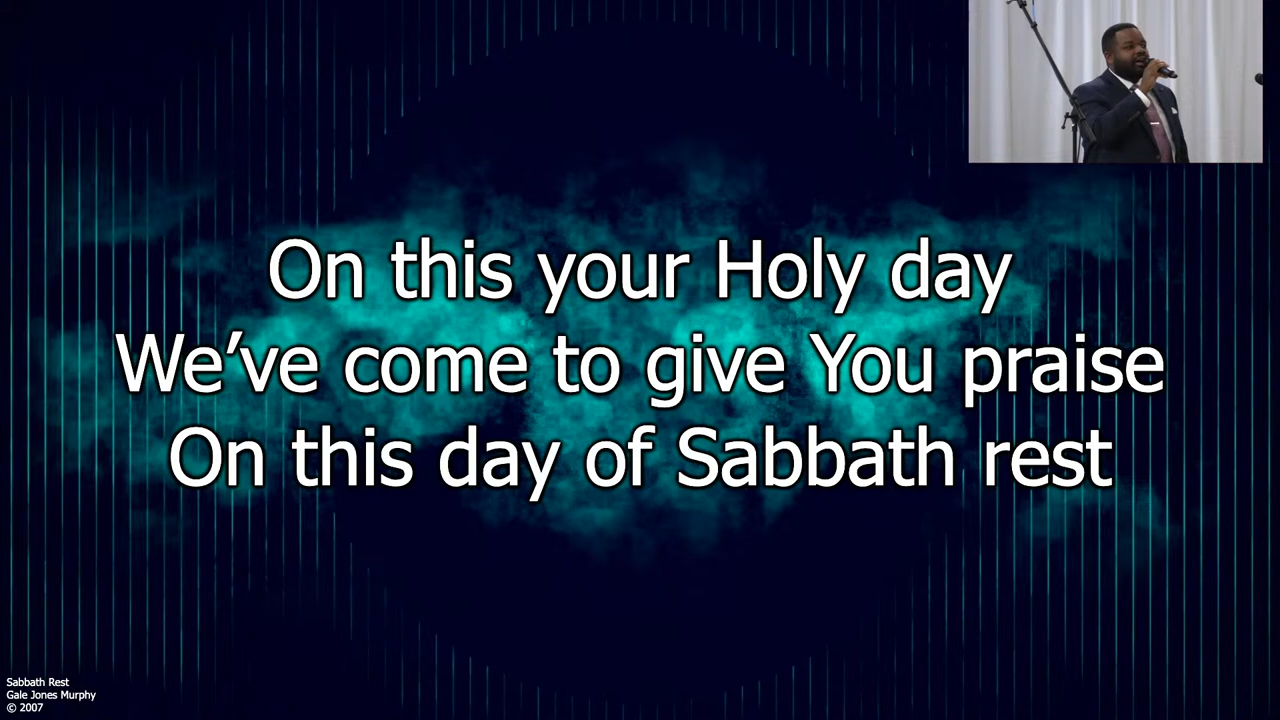 On this your Holy day
We’ve come to give You praise
On this day of Sabbath rest
Sabbath Rest
Gale Jones Murphy
© 2007